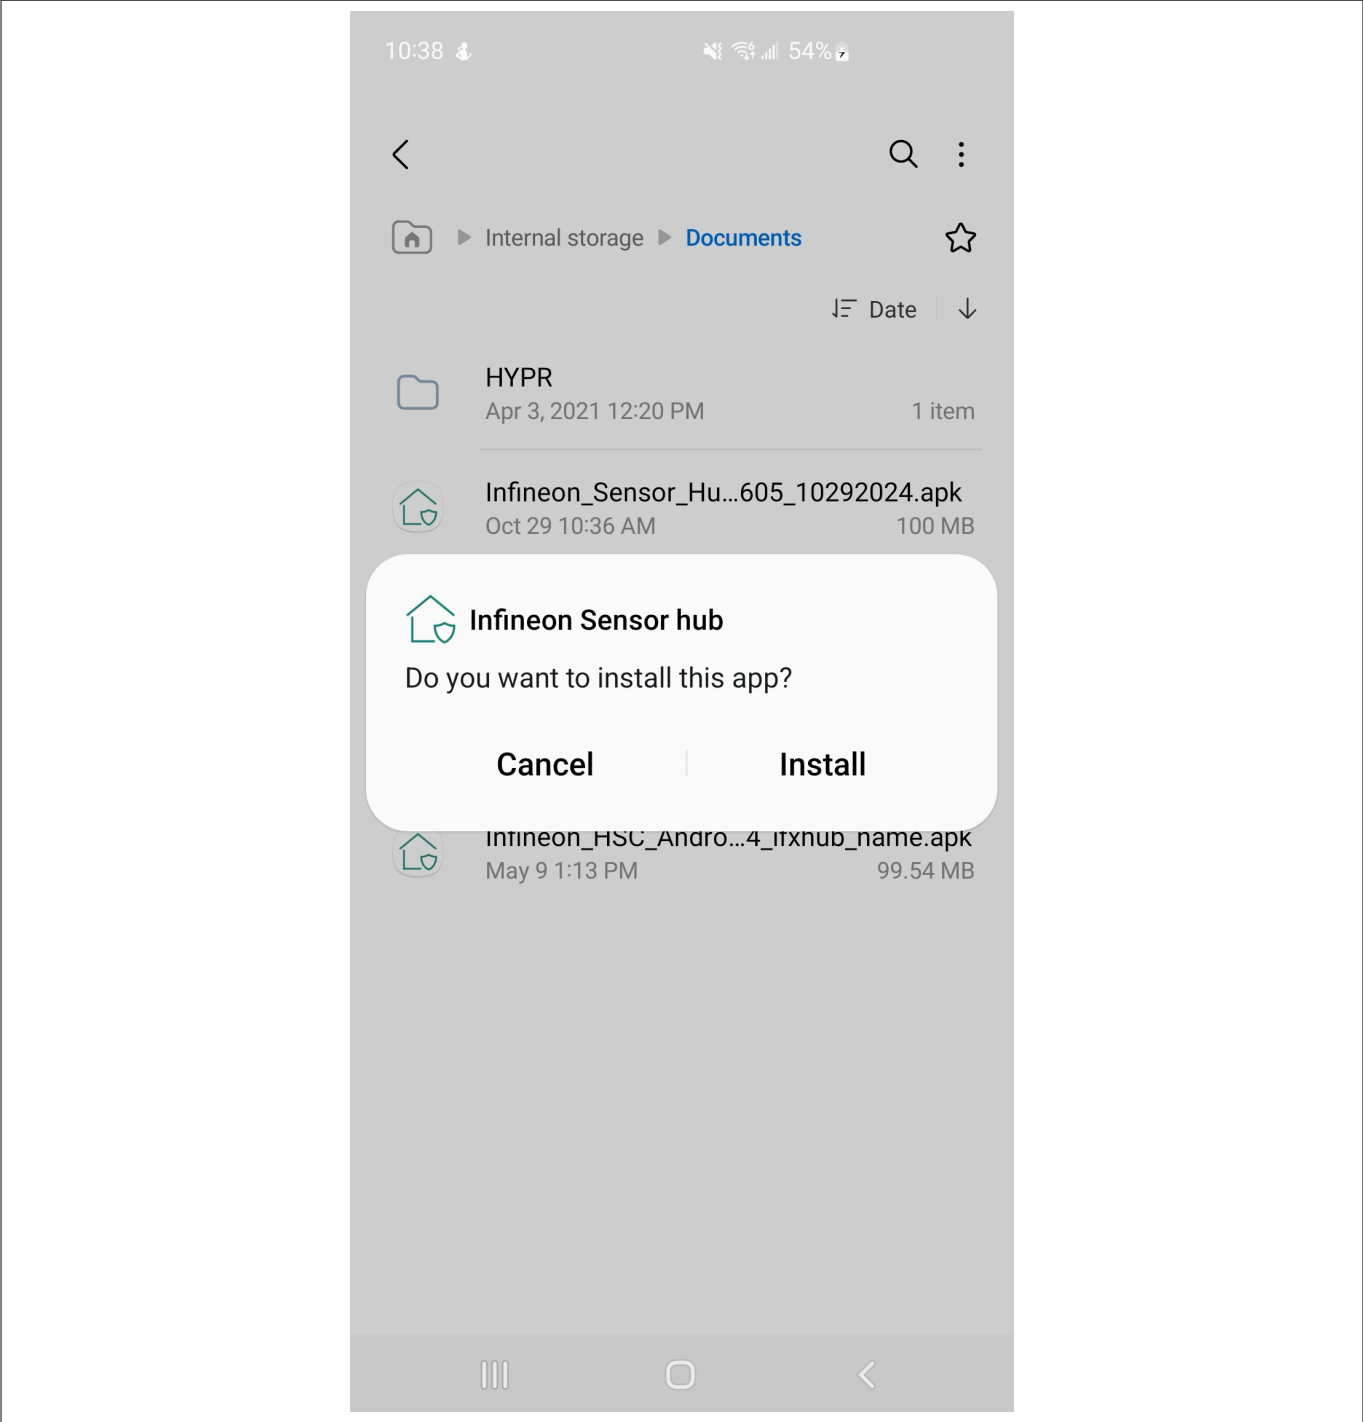 10:38 54%
Internal storage Documents
Date
HYPR
Apr 3, 2021 12:20 PM 1 item
Infineon_Sensor_Hu...605_10292024.apk
Oct 29 10:36 AM 100 MB
Infineon Sensor hub
Do you want to install this app?
Cancel Install
Infineon_HSC_Andro...4_ifxhub_name.apk
May 9 1:13 PM 99.54 MB